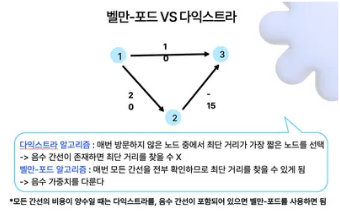 벨만-포드 VS 다익스트라
1
0
1
3
2
0
-
15
2
다익스트라 알고리즘 : 매번 방문하지 않은 노드 중에서 최단 거리가 가장 짧은 노드를 선택
-> 음수 간선이 존재하면 최단 거리를 찾을 수 X
벨만-포드 알고리즘 : 매번 모든 간선을 전부 확인하므로 최단 거리를 찾을 수 있게 됨
-> 음수 가중치를 다룬다
*모든 간선의 비용이 양수일 때는 다익스트라를, 음수 간선이 포함되어 있으면 벨만-포드를 사용하면 됨